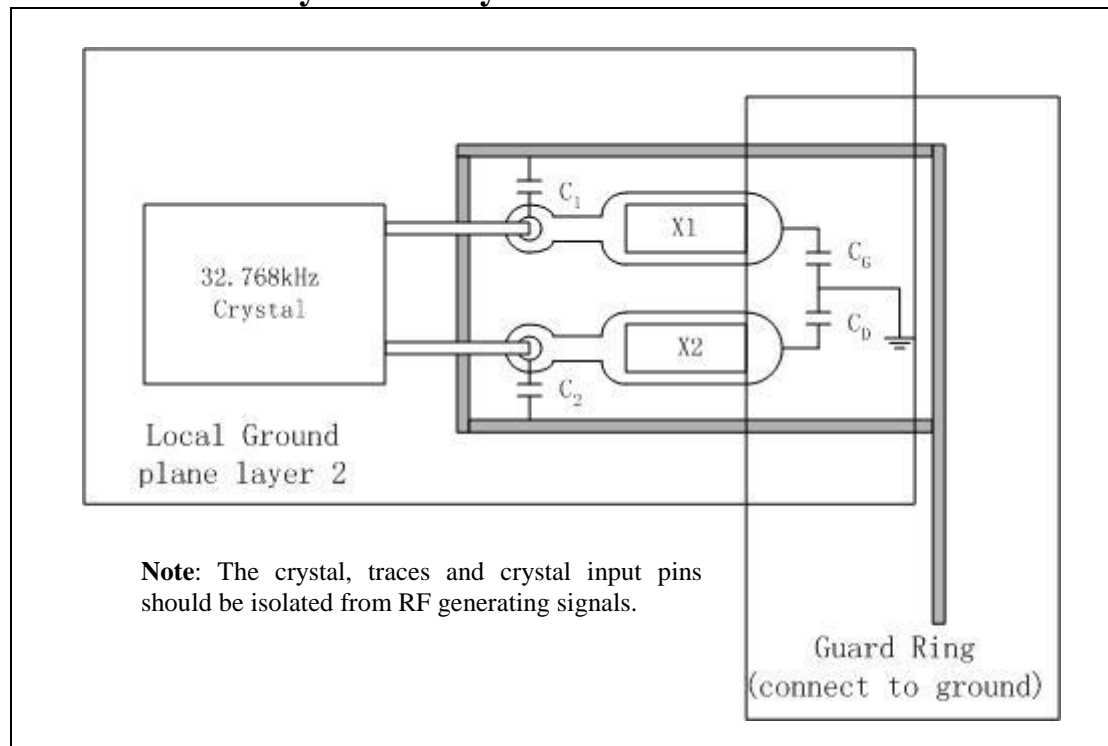 C1
X1
CG
32.768kHz
Crystal
X2
CD
C2
Local Ground
plane layer 2
Note: The crystal, traces and crystal input pins
should be isolated from RF generating signals.
Guard Ring
(connect to ground)